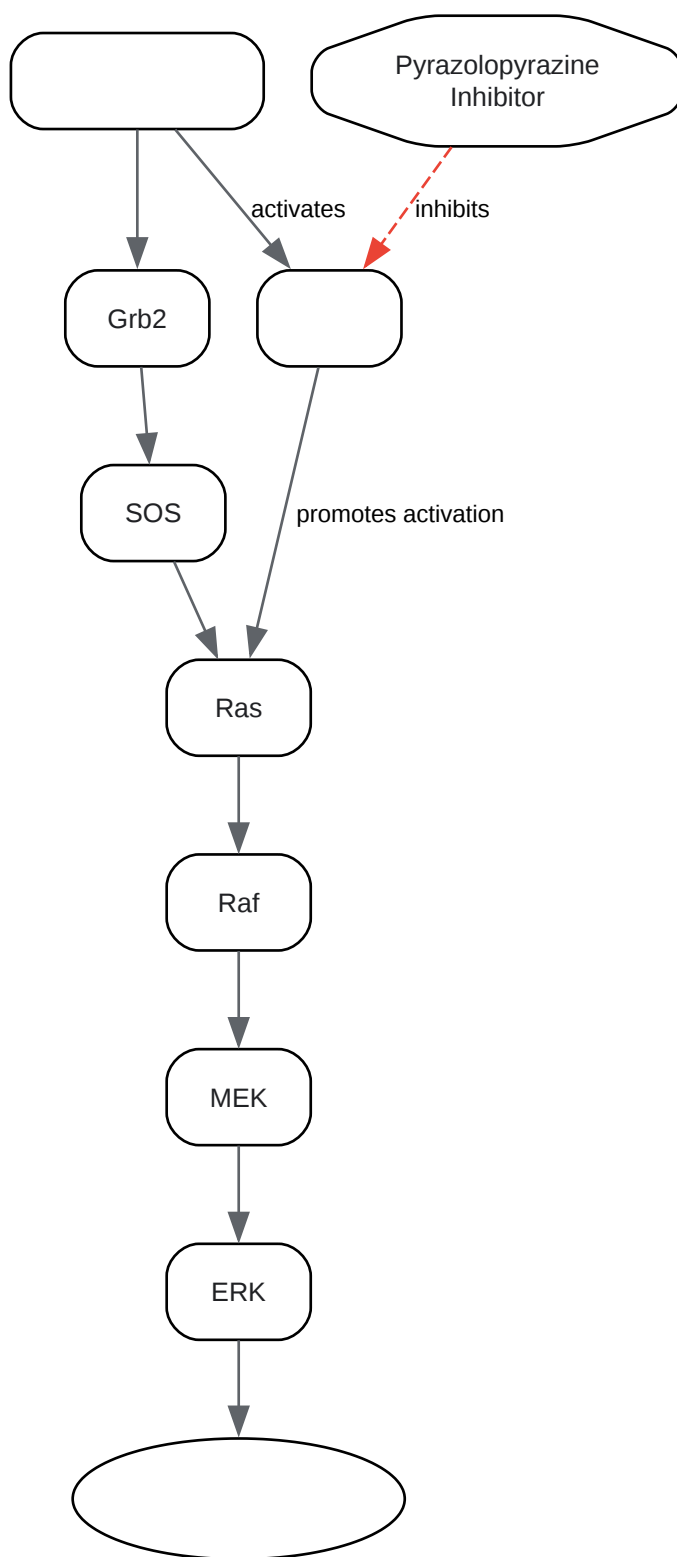 Pyrazolopyrazine
Inhibitor
activates
inhibits
Grb2
SOS
promotes activation
Ras
Raf
MEK
ERK